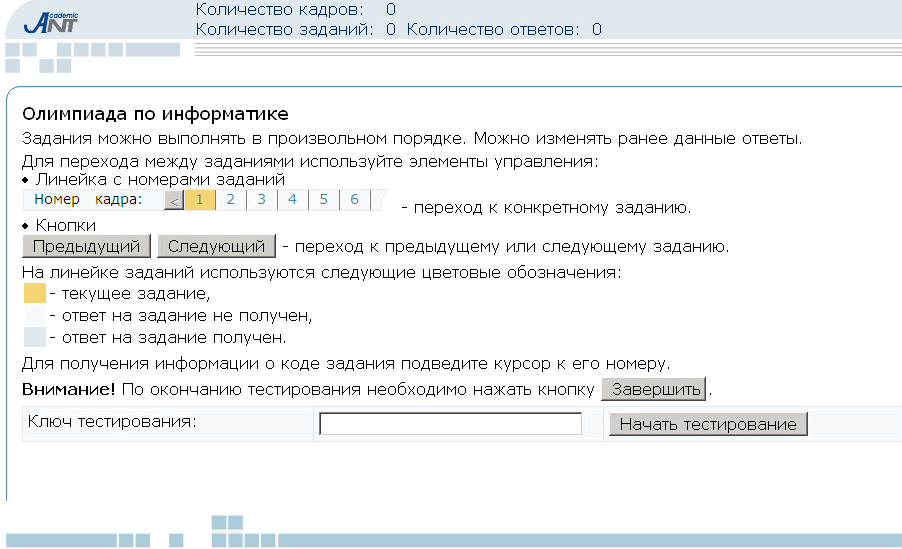 Academic
ANT
Количество кадров: 0
Количество заданий: 0 Количество ответов: 0
Олимпиада по информатике
Задания можно выполнять в произвольном порядке. Можно изменять ранее данные ответы.
Для перехода между заданиями используйте элементы управления:
• Линейка с номерами заданий
Номер кадра: < 1 2 3 4 5 6 - переход к конкретному заданию.
• Кнопки
Предыдущий Следующий - переход к предыдущему или следующему заданию.
На линейке заданий используются следующие цветовые обозначения:
- текущее задание,
- ответ на задание не получен,
- ответ на задание получен.
Для получения информации о коде задания подведите курсор к его номеру.
Внимание! По окончанию тестирования необходимо нажать кнопку Завершить.
Ключ тестирования: Начать тестирование